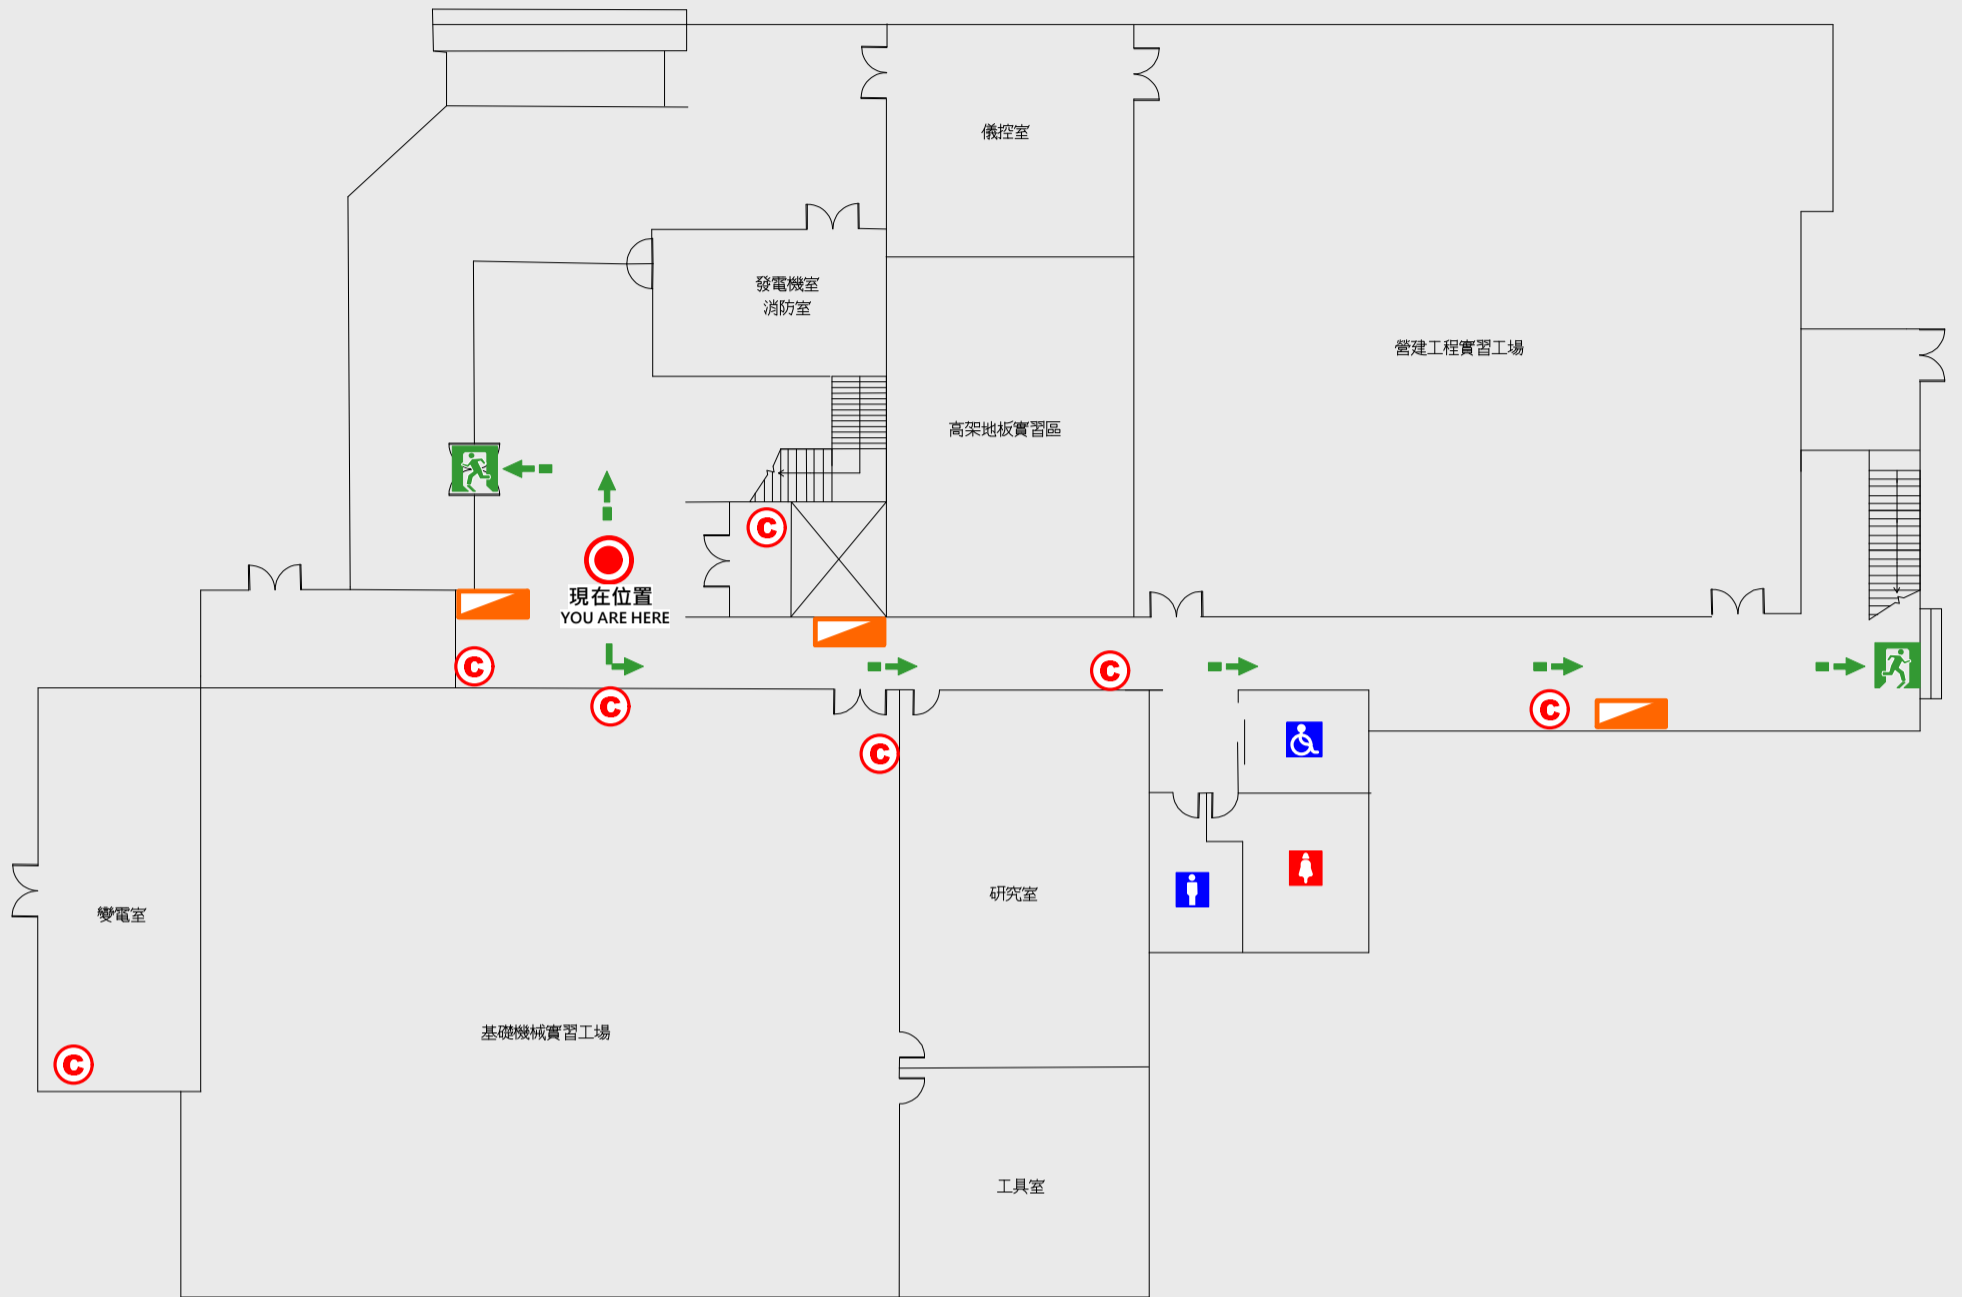 儀控室
發電機室
消防室
營建工程實習工場
高架地板實習區
C
現在位置
YOU ARE HERE
C
C
C
C
C
C
研究室
變電室
基礎機械實習工場
C
工具室